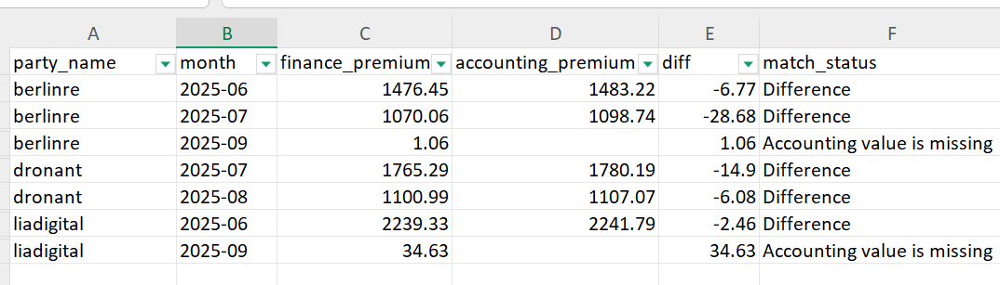 A B C D E F
party_name month finance_premium accounting_premium diff match_status
berlinre 2025-06 1476.45 1483.22 -6.77 Difference
berlinre 2025-07 1070.06 1098.74 -28.68 Difference
berlinre 2025-09 1.06 1.06 Accounting value is missing
dronant 2025-07 1765.29 1780.19 -14.9 Difference
dronant 2025-08 1100.99 1107.07 -6.08 Difference
liadigital 2025-06 2239.33 2241.79 -2.46 Difference
liadigital 2025-09 34.63 34.63 Accounting value is missing